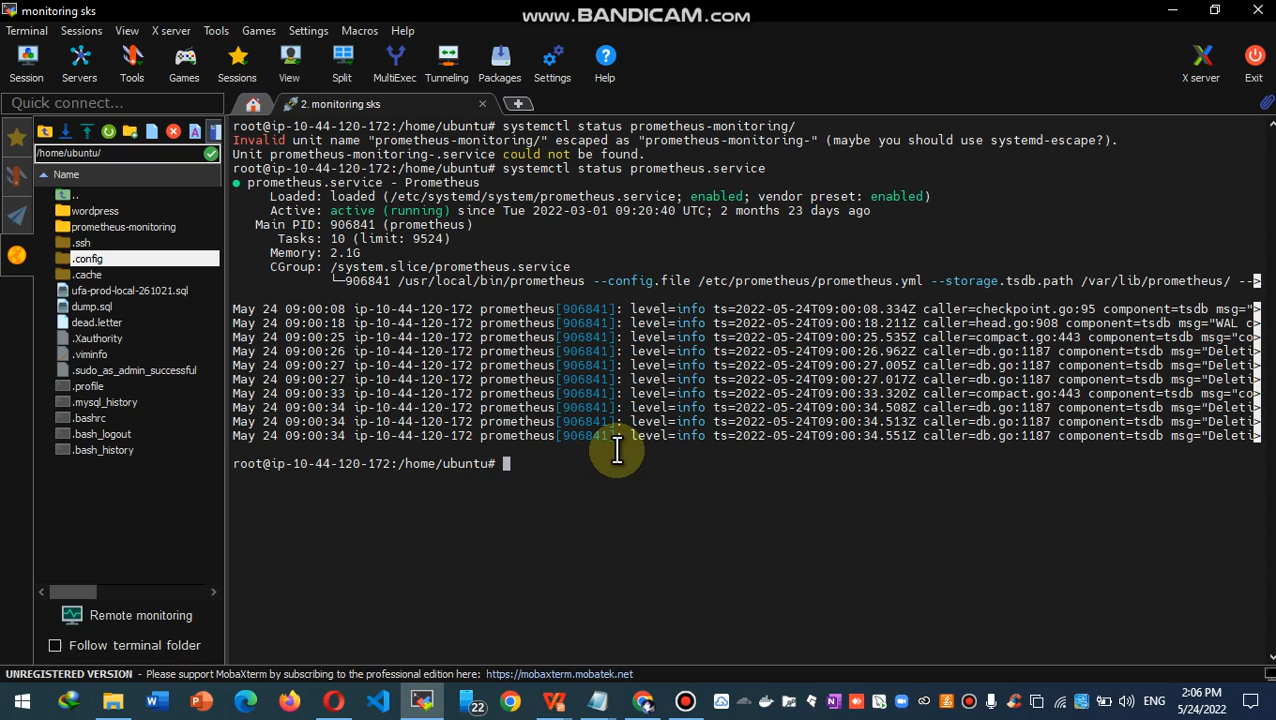 monitoring sks
www.BANDICAM.com
Terminal Sessions View X server Tools Games Settings Macros Help
Session Servers Tools Games Sessions View Split MultiExec Tunneling Packages Settings Help X server Exit
Quick connect...
2. monitoring sks
/home/ubuntu/
Name
..
wordpress
prometheus-monitoring
.ssh
.config
.cache
ufa-prod-local-261021.sql
dump.sql
dead.letter
.Xauthority
.viminfo
.sudo_as_admin_successful
.profile
.mysql_history
.bashrc
.bash_logout
.bash_history
Remote monitoring
Follow terminal folder
root@ip-10-44-120-172:/home/ubuntu# systemctl status prometheus-monitoring/
Invalid unit name "prometheus-monitoring/" escaped as "prometheus-monitoring-" (maybe you should use systemd-escape?).
Unit prometheus-monitoring-.service could not be found.
root@ip-10-44-120-172:/home/ubuntu# systemctl status prometheus.service
● prometheus.service - Prometheus
Loaded: loaded (/etc/systemd/system/prometheus.service; enabled; vendor preset: enabled)
Active: active (running) since Tue 2022-03-01 09:20:40 UTC; 2 months 23 days ago
Main PID: 906841 (prometheus)
Tasks: 10 (limit: 9524)
Memory: 2.1G
CGroup: /system.slice/prometheus.service
└─906841 /usr/local/bin/prometheus --config.file /etc/prometheus/prometheus.yml --storage.tsdb.path /var/lib/prometheus/ -->
May 24 09:00:08 ip-10-44-120-172 prometheus[906841]: level=info ts=2022-05-24T09:00:08.334Z caller=checkpoint.go:95 component=tsdb msg=">
May 24 09:00:18 ip-10-44-120-172 prometheus[906841]: level=info ts=2022-05-24T09:00:18.211Z caller=head.go:908 component=tsdb msg="WAL c>
May 24 09:00:25 ip-10-44-120-172 prometheus[906841]: level=info ts=2022-05-24T09:00:25.535Z caller=compact.go:443 component=tsdb msg="co>
May 24 09:00:26 ip-10-44-120-172 prometheus[906841]: level=info ts=2022-05-24T09:00:26.962Z caller=db.go:1187 component=tsdb msg="Deleti>
May 24 09:00:27 ip-10-44-120-172 prometheus[906841]: level=info ts=2022-05-24T09:00:27.005Z caller=db.go:1187 component=tsdb msg="Deleti>
May 24 09:00:27 ip-10-44-120-172 prometheus[906841]: level=info ts=2022-05-24T09:00:27.017Z caller=db.go:1187 component=tsdb msg="Deleti>
May 24 09:00:33 ip-10-44-120-172 prometheus[906841]: level=info ts=2022-05-24T09:00:33.320Z caller=compact.go:443 component=tsdb msg="co>
May 24 09:00:34 ip-10-44-120-172 prometheus[906841]: level=info ts=2022-05-24T09:00:34.508Z caller=db.go:1187 component=tsdb msg="Deleti>
May 24 09:00:34 ip-10-44-120-172 prometheus[906841]: level=info ts=2022-05-24T09:00:34.513Z caller=db.go:1187 component=tsdb msg="Deleti>
May 24 09:00:34 ip-10-44-120-172 prometheus[906841]: level=info ts=2022-05-24T09:00:34.551Z caller=db.go:1187 component=tsdb msg="Deleti>
root@ip-10-44-120-172:/home/ubuntu#
UNREGISTERED VERSION - Please support MobaXterm by subscribing to the professional edition here: https://mobaxterm.mobatek.net
22
ENG
2:06 PM
5/24/2022